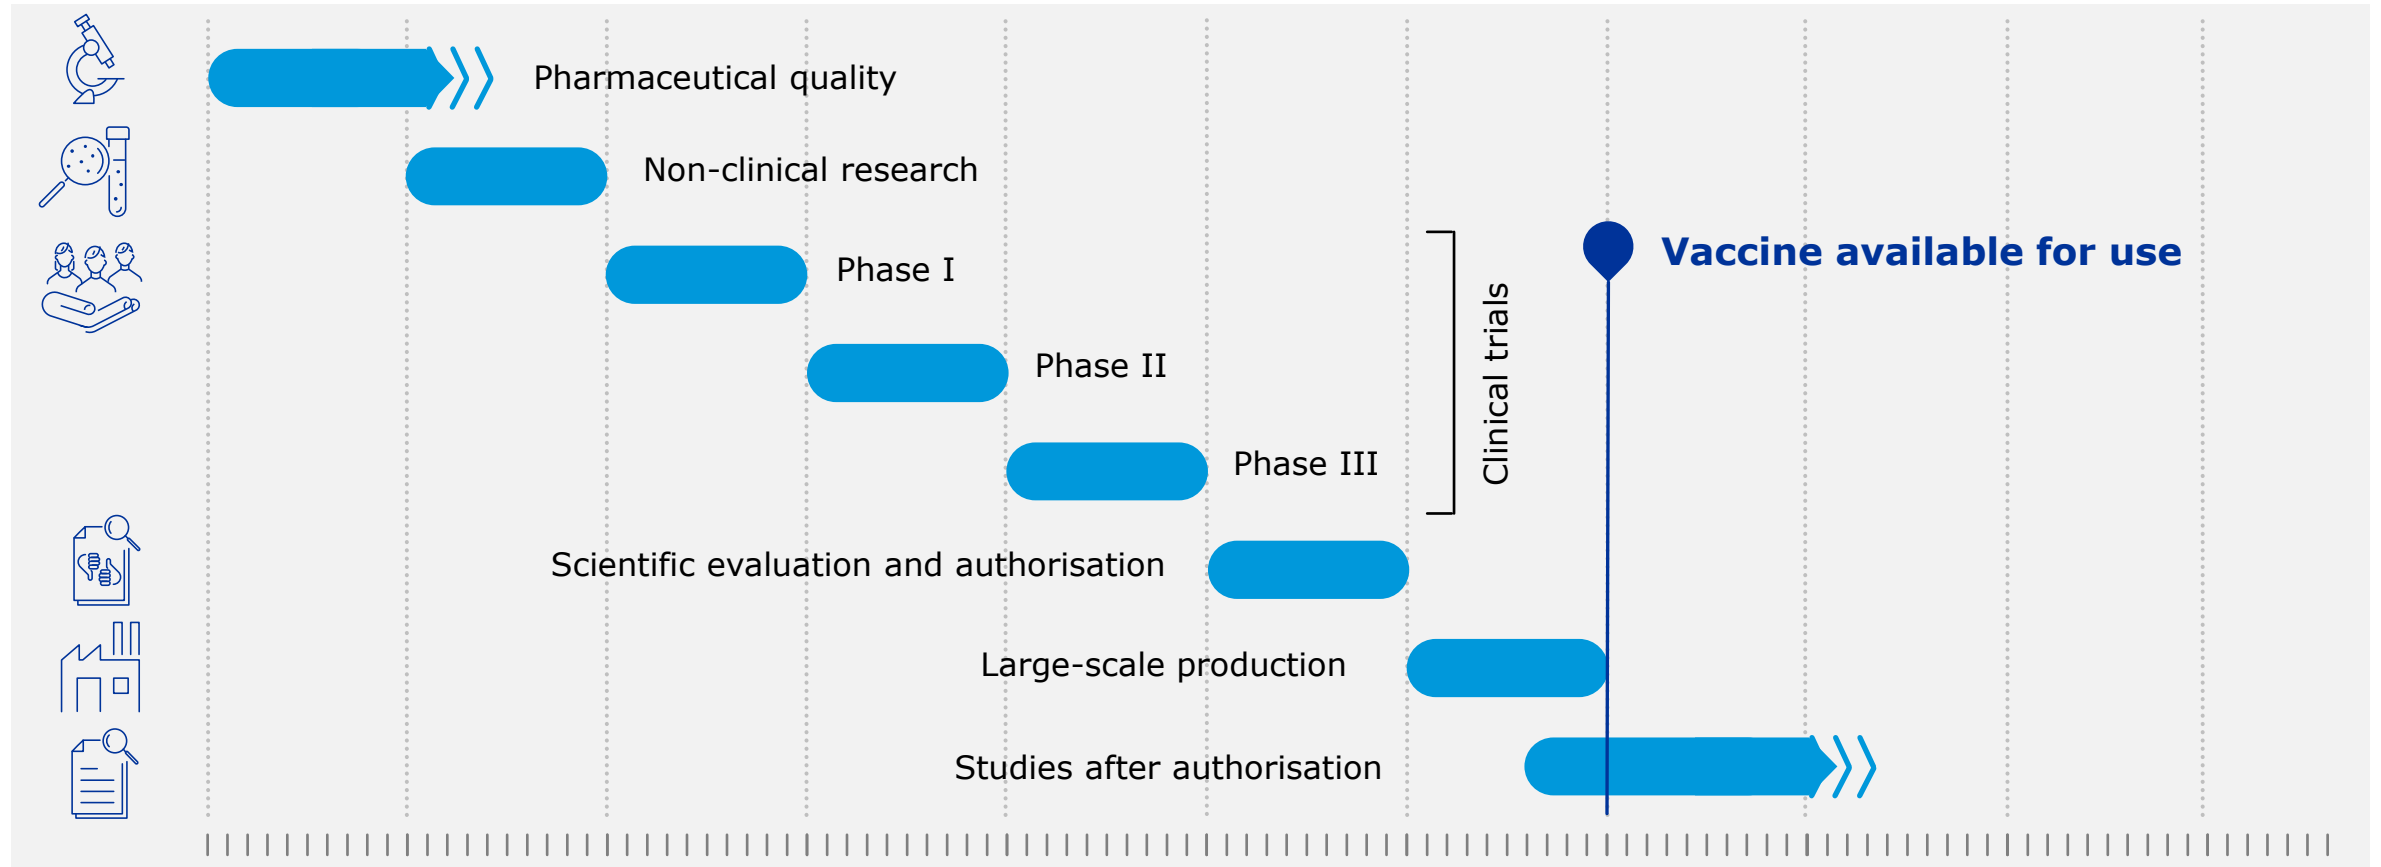 Pharmaceutical quality
Non-clinical research
Vaccine available for use
Phase I
Clinical trials
Phase II
Phase III
Scientific evaluation and authorisation
Large-scale production
Studies after authorisation